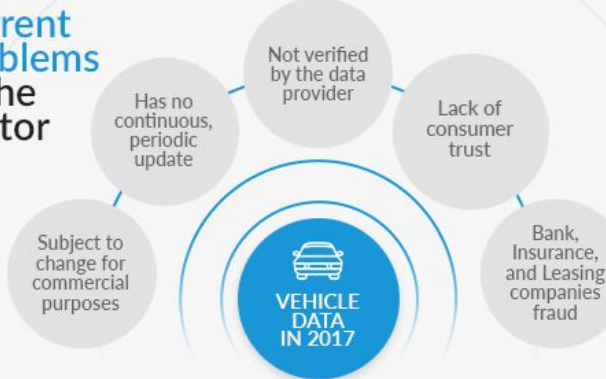 rent
blems
he
tor
Not verified
by the data
provider
Has no
continuous,
periodic
update
Lack of
consumer
trust
Subject to
change for
commercial
purposes
Bank,
Insurance,
and Leasing
companies
fraud
VEHICLE
DATA
IN 2017